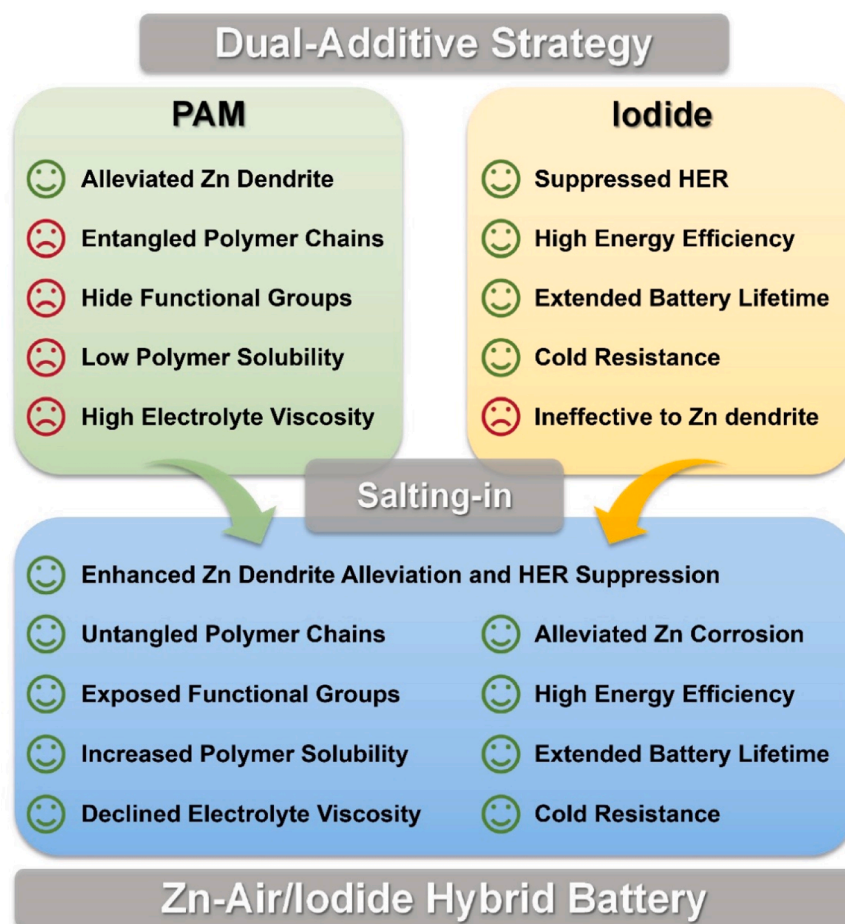 Dual-Additive Strategy
PAM
Alleviated Zn Dendrite
Entangled Polymer Chains
Hide Functional Groups
Low Polymer Solubility
High Electrolyte Viscosity
Iodide
Suppressed HER
High Energy Efficiency
Extended Battery Lifetime
Cold Resistance
Ineffective to Zn dendrite
Salting-in
Enhanced Zn Dendrite Alleviation and HER Suppression
Untangled Polymer Chains
Exposed Functional Groups
Increased Polymer Solubility
Declined Electrolyte Viscosity
Alleviated Zn Corrosion
High Energy Efficiency
Extended Battery Lifetime
Cold Resistance
Zn-Air/Iodide Hybrid Battery